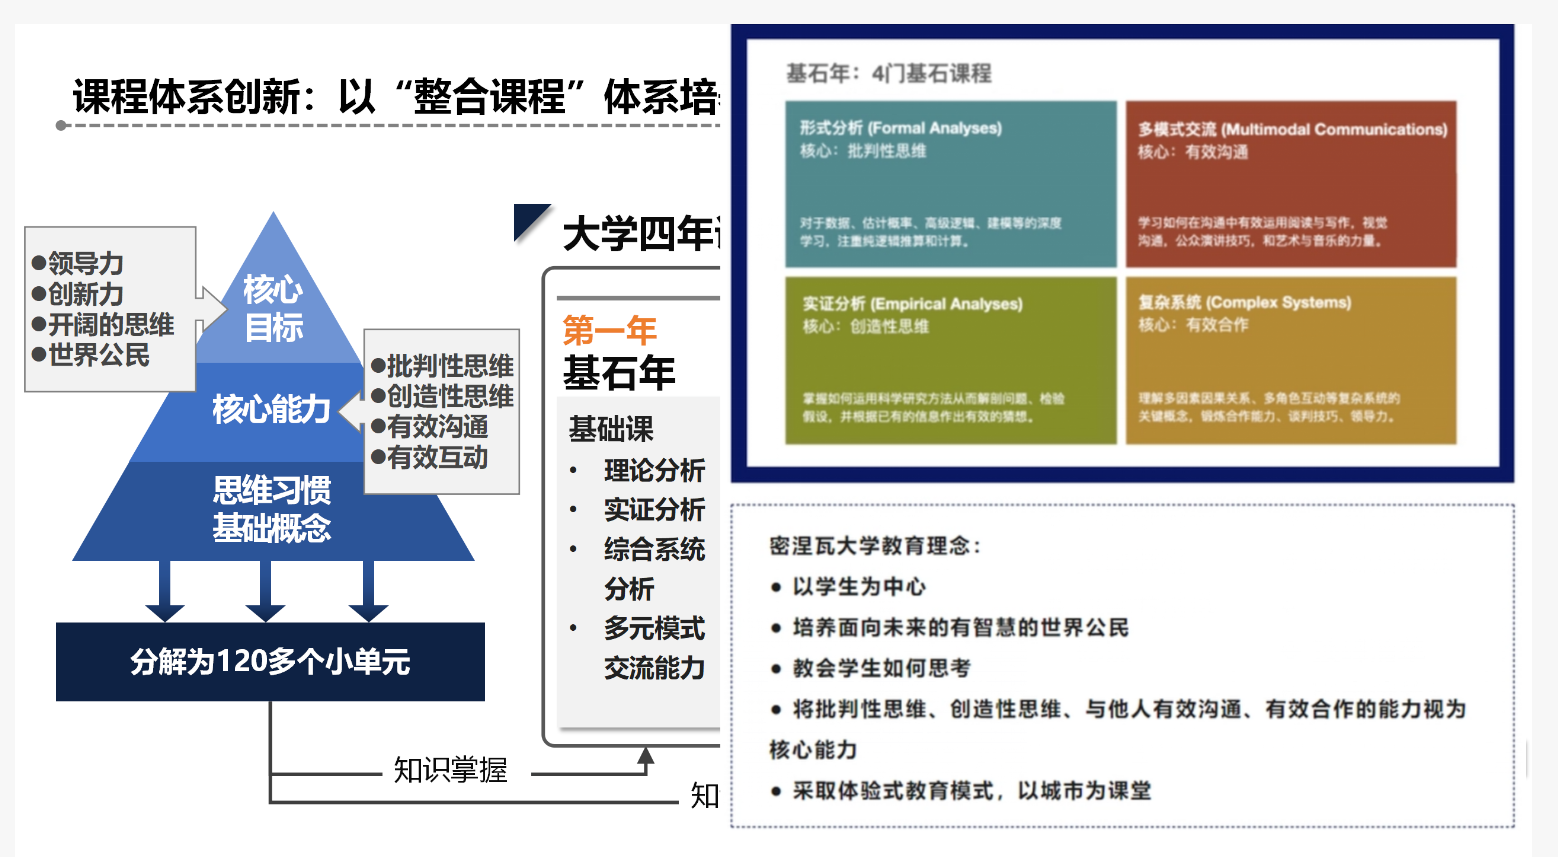 课程体系创新：以“整合课程”体系培
●领导力
●创新力
●开阔的思维
●世界公民
核心
目标
●批判性思维
●创造性思维
●有效沟通
●有效互动
核心能力
思维习惯
基础概念
分解为120多个小单元
知识掌握
知
大学四年
第一年
基石年
基础课
• 理论分析
• 实证分析
• 综合系统
分析
• 多元模式
交流能力
基石年：4门基石课程
形式分析 (Formal Analyses)
核心：批判性思维
对于数据、估计概率、高级逻辑、建模等的深度
学习，注重纯逻辑推算和计算。
多模式交流 (Multimodal Communications)
核心：有效沟通
学习如何在沟通中有效运用阅读与写作，视觉
沟通，公众演讲技巧，和艺术与音乐的力量。
实证分析 (Empirical Analyses)
核心：创造性思维
掌握如何运用科学研究方法从而解剖问题、检验
假设，并根据已有的信息作出有效的猜想。
复杂系统 (Complex Systems)
核心：有效合作
理解多因素因果关系、多角色互动等复杂系统的
关键概念，锻炼合作能力、谈判技巧、领导力。
密涅瓦大学教育理念：
● 以学生为中心
● 培养面向未来的有智慧的世界公民
● 教会学生如何思考
● 将批判性思维、创造性思维、与他人有效沟通、有效合作的能力视为
核心能力
● 采取体验式教育模式，以城市为课堂